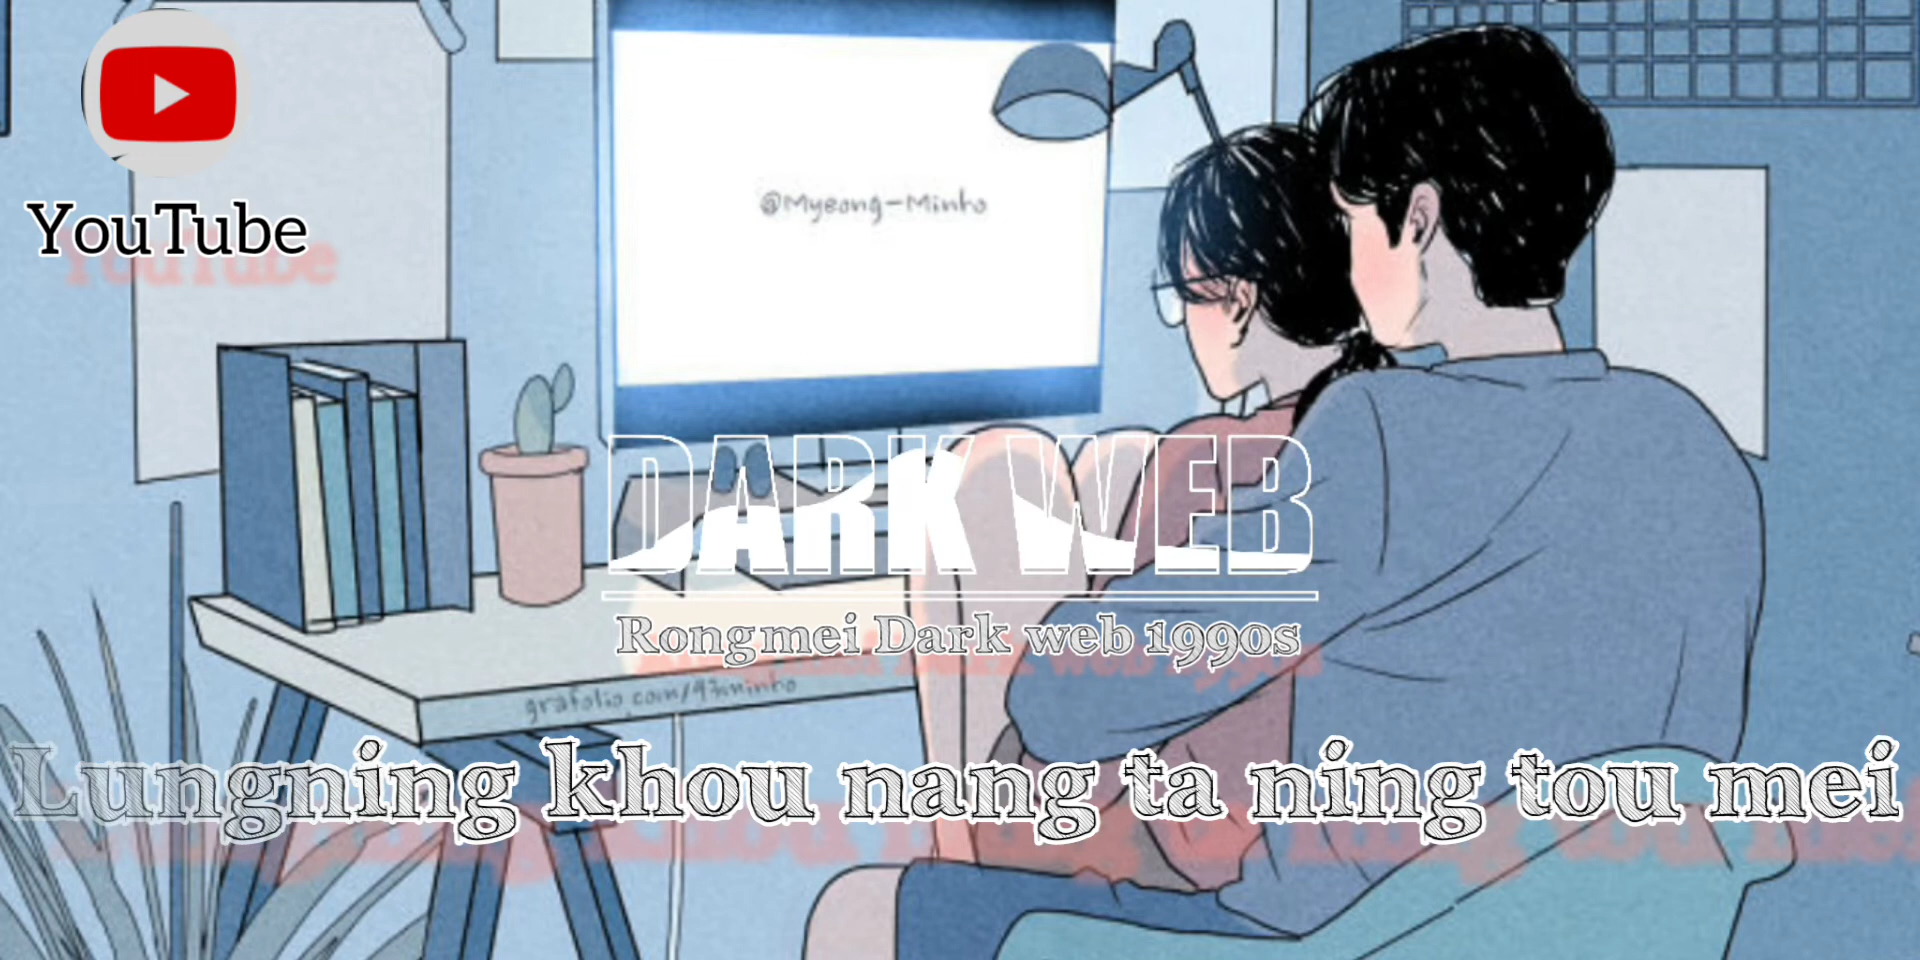 YouTube
@Myeong-Minho
DARK WEB
Rongmei Dark web 1990s
grafolio.com/93minho
Lungning khou nang ta ning tou mei